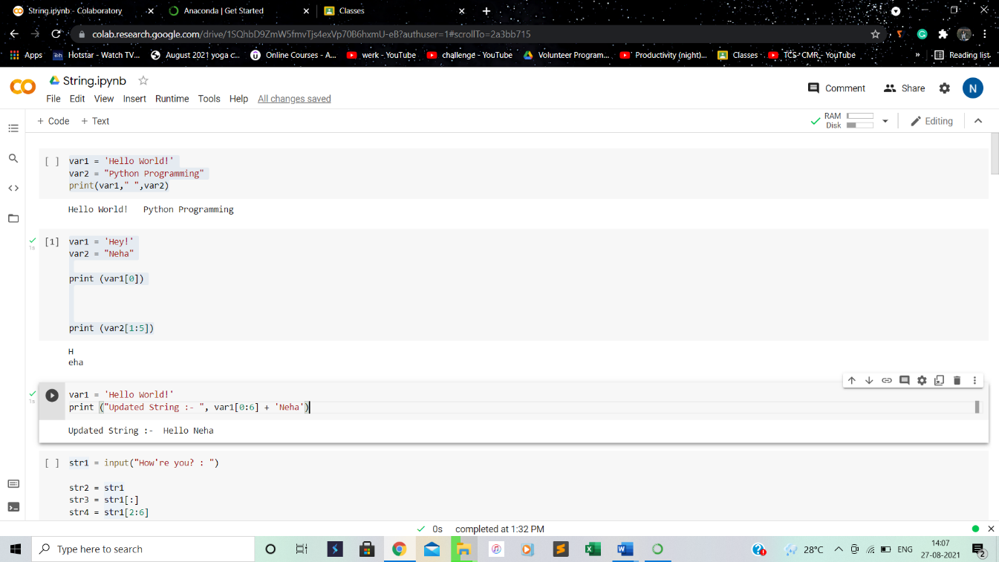 String.ipynb - Colaboratory
Anaconda | Get Started
Classes
colab.research.google.com/drive/1SQhbD9ZmW5fmvTjs4exVp70B6hxmU-eB?authuser=1#scrollTo=2a3bb715
Apps Hotstar - Watch TV... August 2021 yoga c... Online Courses - A... werk - YouTube challenge - YouTube Volunteer Program... Productivity (night)... Classes TCS- CMR - YouTube » Reading list
String.ipynb
Comment Share N
File Edit View Insert Runtime Tools Help All changes saved
+ Code + Text
RAM
Disk
Editing
[ ] var1 = 'Hello World!'
var2 = "Python Programming"
print(var1," ",var2)
Hello World!   Python Programming
[1] var1 = 'Hey!'
1s
var2 = "Neha"
print (var1[0])
print (var2[1:5])
H
eha
var1 = 'Hello World!'
1s
print ("Updated String :- ", var1[0:6] + 'Neha')
Updated String :-  Hello Neha
[ ] str1 = input("How're you? : ")
str2 = str1
str3 = str1[:]
str4 = str1[2:6]
0s completed at 1:32 PM
Type here to search
28°C ENG
14:07
27-08-2021
2